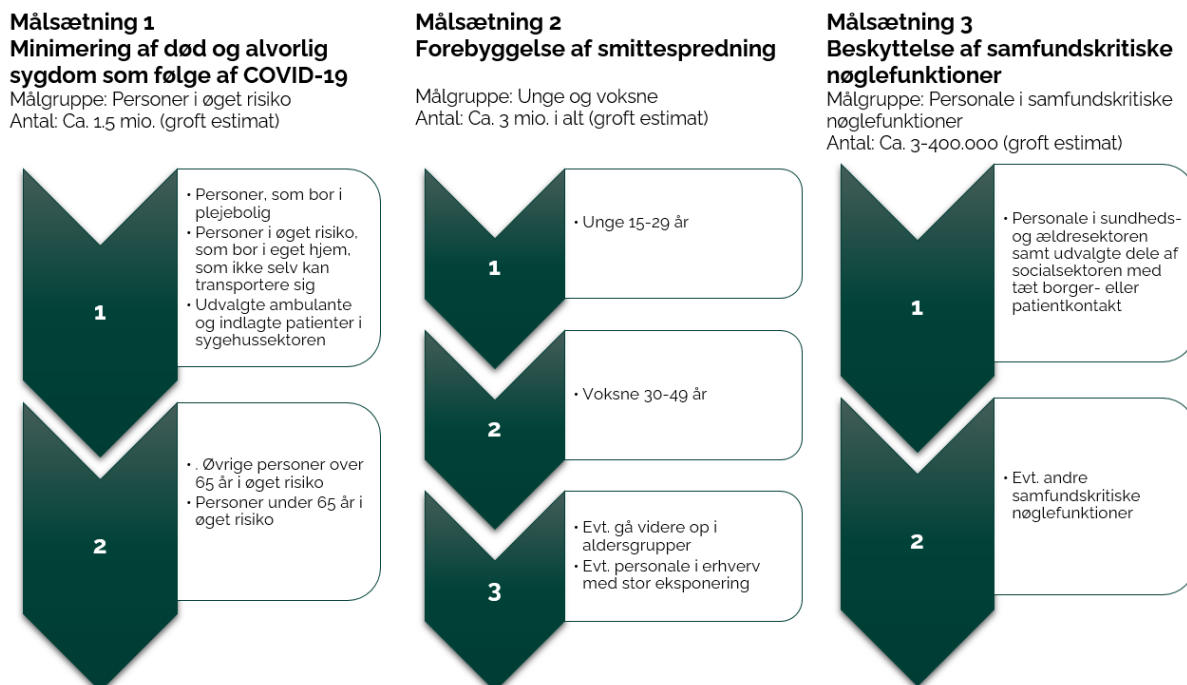 Målsætning 1
Minimering af død og alvorlig
sygdom som følge af COVID-19
Målgruppe: Personer i øget risiko
Antal: Ca. 1.5 mio. (groft estimat)
1
• Personer, som bor i
plejebolig
• Personer i øget risiko,
som bor i eget hjem,
som ikke selv kan
transportere sig
• Udvalgte ambulante
og indlagte patienter i
sygehussektoren
2
• . Øvrige personer over
65 år i øget risiko
• Personer under 65 år i
øget risiko
Målsætning 2
Forebyggelse af smittespredning
Målgruppe: Unge og voksne
Antal: Ca. 3 mio. i alt (groft estimat)
1
• Unge 15-29 år
2
• Voksne 30-49 år
3
• Evt. gå videre op i
aldersgrupper
• Evt. personale i erhverv
med stor eksponering
Målsætning 3
Beskyttelse af samfundskritiske
nøglefunktioner
Målgruppe: Personale i samfundskritiske
nøglefunktioner
Antal: Ca. 3-400.000 (groft estimat)
1
• Personale i sundheds-
og ældresektoren
samt udvalgte dele af
socialsektoren med
tæt borger- eller
patientkontakt
2
• Evt. andre
samfundskritiske
nøglefunktioner